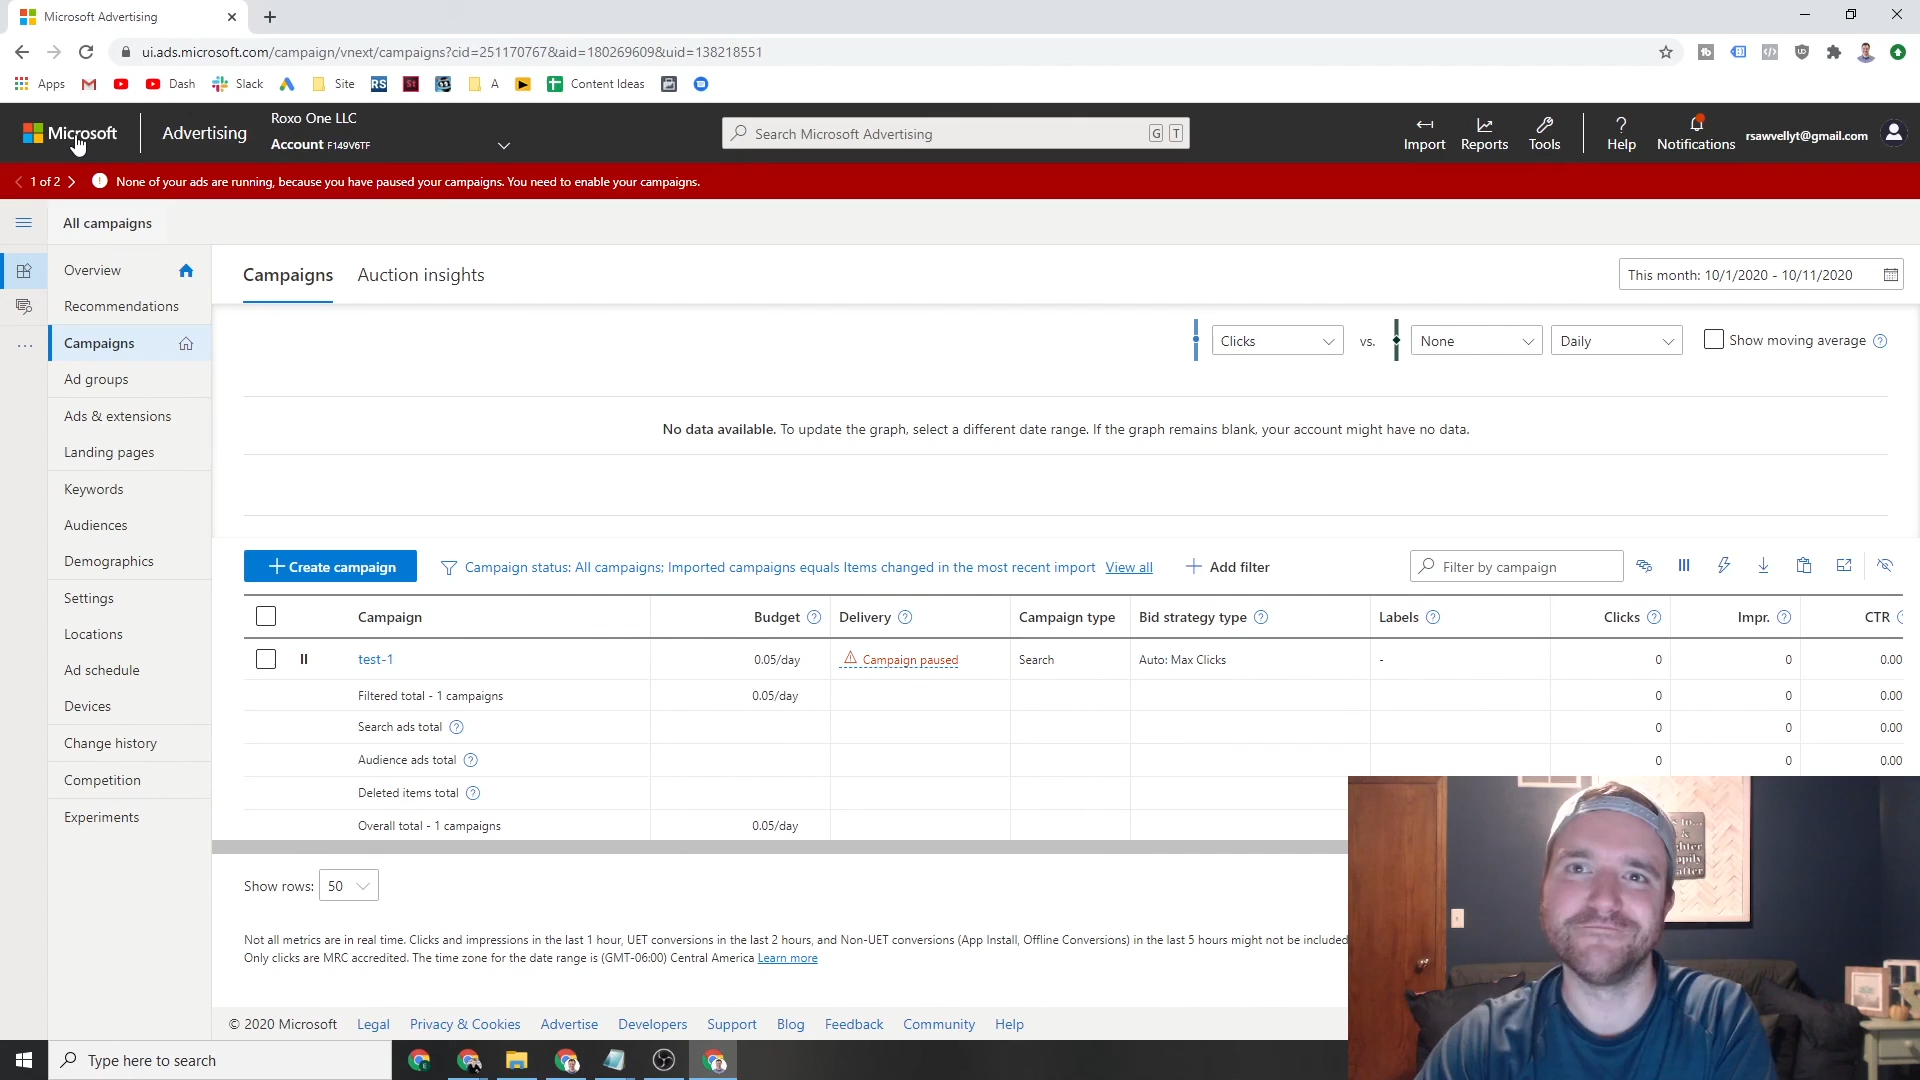 Microsoft Advertising
ui.ads.microsoft.com/campaign/vnext/campaigns?cid=251170767&aid=180269609&uid=138218551
Apps
Dash
Slack
Site
RS
St
A
Content Ideas
Microsoft
Advertising
Roxo One LLC
Account F149V6TF
Search Microsoft Advertising
G T
Import
Reports
Tools
Help
Notifications
rsawvellyt@gmail.com
1 of 2
None of your ads are running, because you have paused your campaigns. You need to enable your campaigns.
All campaigns
Overview
Recommendations
Campaigns
Ad groups
Ads & extensions
Landing pages
Keywords
Audiences
Demographics
Settings
Locations
Ad schedule
Devices
Change history
Competition
Experiments
Campaigns Auction insights
This month: 10/1/2020 - 10/11/2020
Clicks vs. None Daily Show moving average
No data available. To update the graph, select a different date range. If the graph remains blank, your account might have no data.
Create campaign
Campaign status: All campaigns; Imported campaigns equals Items changed in the most recent import View all
Add filter
Filter by campaign
Campaign Budget Delivery Campaign type Bid strategy type Labels Clicks Impr. CTR
test-1 0.05/day Campaign paused Search Auto: Max Clicks - 0 0 0.00
Filtered total - 1 campaigns 0.05/day 0 0 0.00
Search ads total 0 0 0.00
Audience ads total 0 0 0.00
Deleted items total
Overall total - 1 campaigns 0.05/day
Show rows: 50
Not all metrics are in real time. Clicks and impressions in the last 1 hour, UET conversions in the last 2 hours, and Non-UET conversions (App Install, Offline Conversions) in the last 5 hours might not be included
Only clicks are MRC accredited. The time zone for the date range is (GMT-06:00) Central America Learn more
© 2020 Microsoft Legal Privacy & Cookies Advertise Developers Support Blog Feedback Community Help
Type here to search